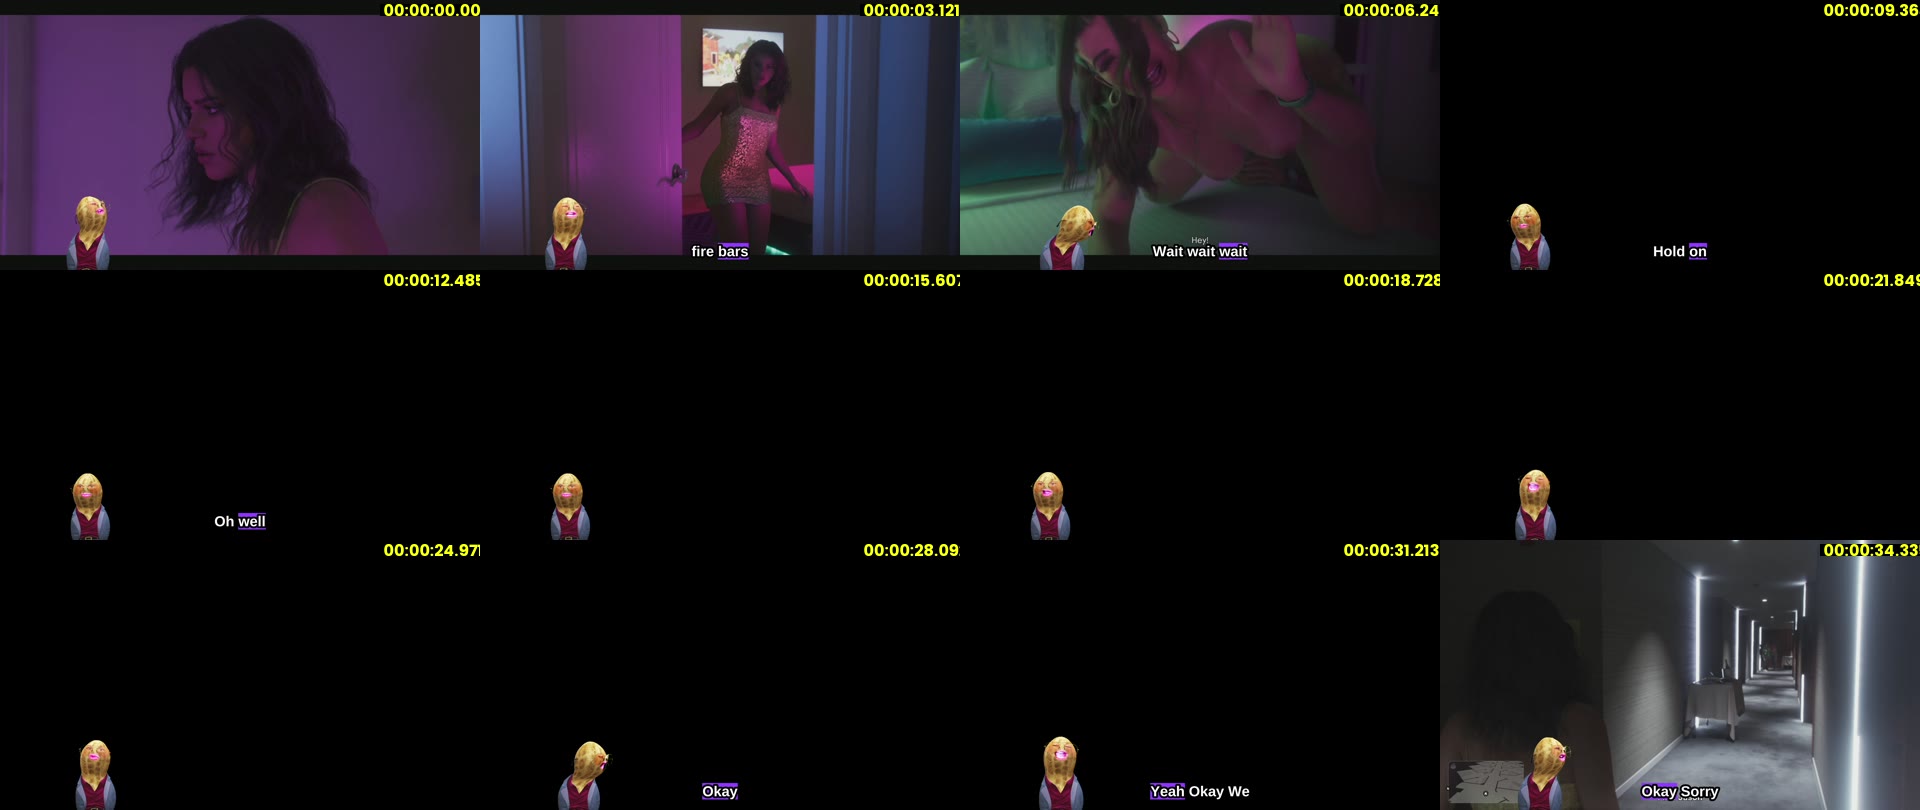 00:00:00.00
00:00:03.121
00:00:06.24
00:00:09.36
fire bars
Hey!
Wait wait wait
Hold on
00:00:12.485
00:00:15.607
00:00:18.728
00:00:21.849
Oh well
00:00:24.971
00:00:28.09
00:00:31.213
00:00:34.33
Okay
Yeah Okay We
Okay Sorry